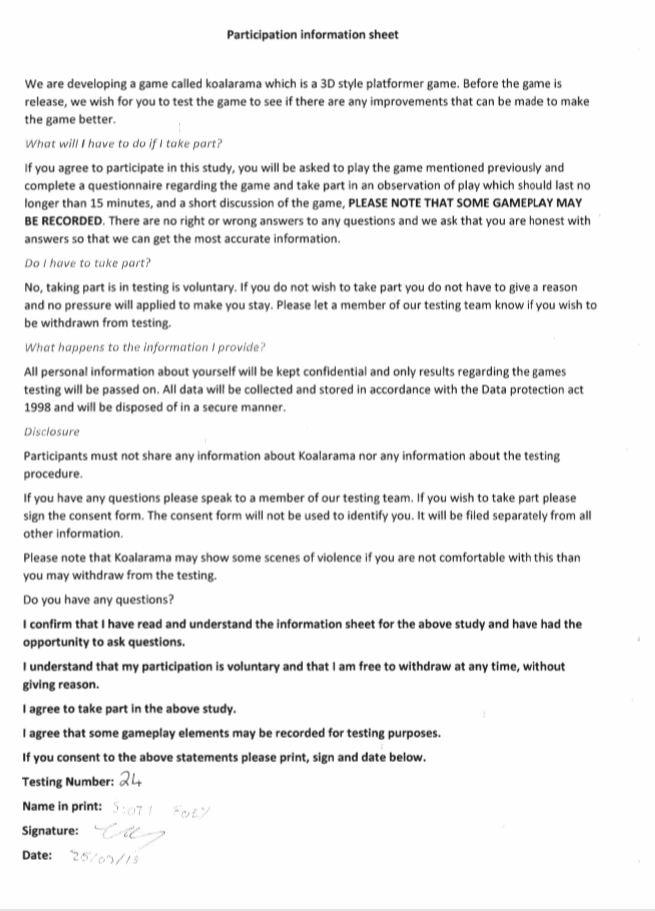 Participation information sheet
We are developing a game called koalarama which is a 3D style platformer game. Before the game is
release, we wish for you to test the game to see if there are any improvements that can be made to make
the game better.
What will I have to do if I take part?
If you agree to participate in this study, you will be asked to play the game mentioned previously and
complete a questionnaire regarding the game and take part in an observation of play which should last no
longer than 15 minutes, and a short discussion of the game, PLEASE NOTE THAT SOME GAMEPLAY MAY
BE RECORDED. There are no right or wrong answers to any questions and we ask that you are honest with
answers so that we can get the most accurate information.
Do I have to take part?
No, taking part is in testing is voluntary. If you do not wish to take part you do not have to give a reason
and no pressure will applied to make you stay. Please let a member of our testing team know if you wish to
be withdrawn from testing.
What happens to the information I provide?
All personal information about yourself will be kept confidential and only results regarding the games
testing will be passed on. All data will be collected and stored in accordance with the Data protection act
1998 and will be disposed of in a secure manner.
Disclosure
Participants must not share any information about Koalarama nor any information about the testing
procedure.
If you have any questions please speak to a member of our testing team. If you wish to take part please
sign the consent form. The consent form will not be used to identify you. It will be filed separately from all
other information.
Please note that Koalarama may show some scenes of violence if you are not comfortable with this than
you may withdraw from the testing.
Do you have any questions?
I confirm that I have read and understand the information sheet for the above study and have had the
opportunity to ask questions.
I understand that my participation is voluntary and that I am free to withdraw at any time, without
giving reason.
I agree to take part in the above study.
I agree that some gameplay elements may be recorded for testing purposes.
If you consent to the above statements please print, sign and date below.
Testing Number: 24
Name in print:
Signature:
Date: